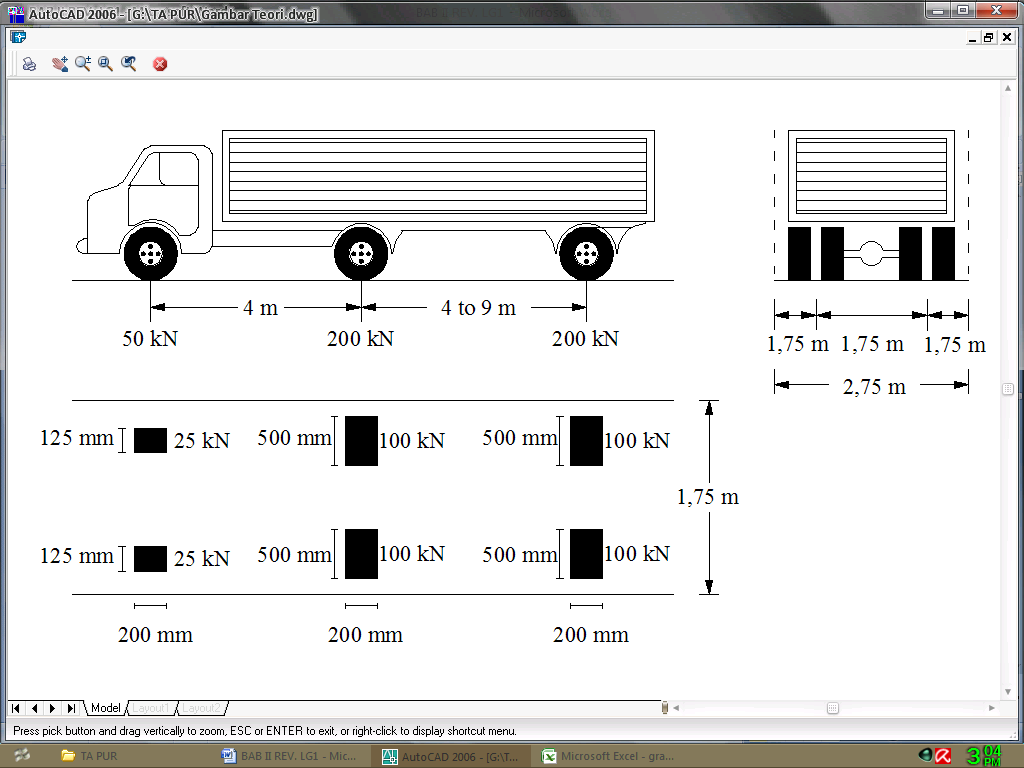 AutoCAD 2006 - [G:\TA PUR\Gambar Teori.dwg]
4 m
4 to 9 m
50 kN
200 kN
200 kN
1,75 m
1,75 m
1,75 m
2,75 m
125 mm
25 kN
500 mm
100 kN
500 mm
100 kN
1,75 m
125 mm
25 kN
500 mm
100 kN
500 mm
100 kN
200 mm
200 mm
200 mm
Model
Layout1
Layout2
Press pick button and drag vertically to zoom, ESC or ENTER to exit, or right-click to display shortcut menu.
TA PUR
BAB II REV. LG1 - Mic...
AutoCAD 2006 - [G:\T...
Microsoft Excel - gra...
3:04 PM